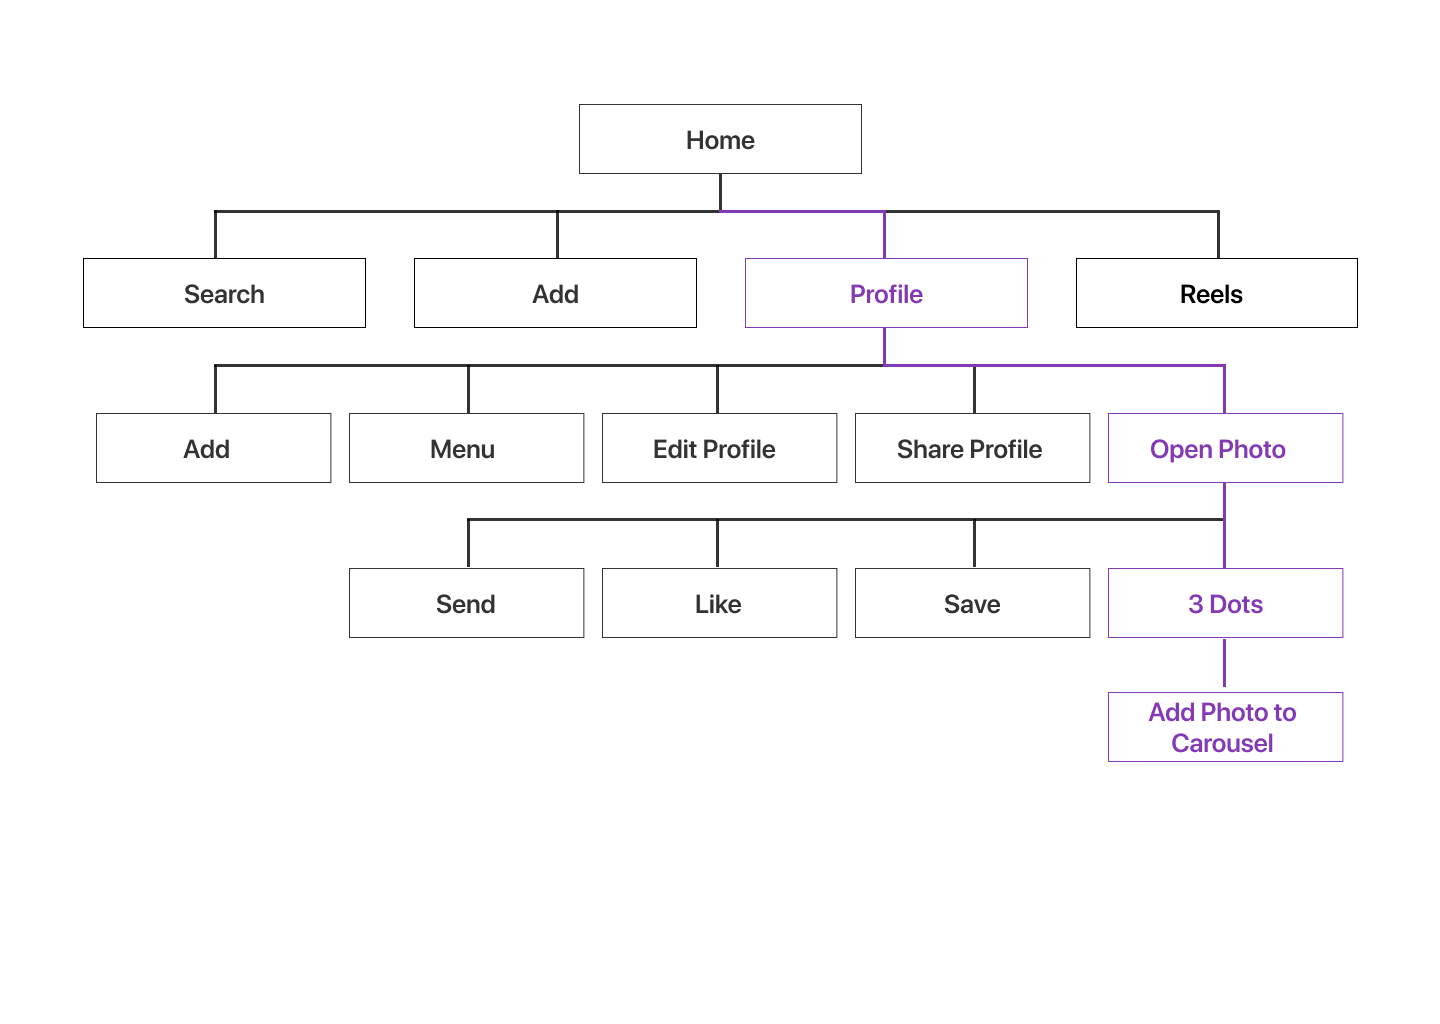 Home
Search
Add
Profile
Reels
Add
Menu
Edit Profile
Share Profile
Open Photo
Send
Like
Save
3 Dots
Add Photo to
Carousel